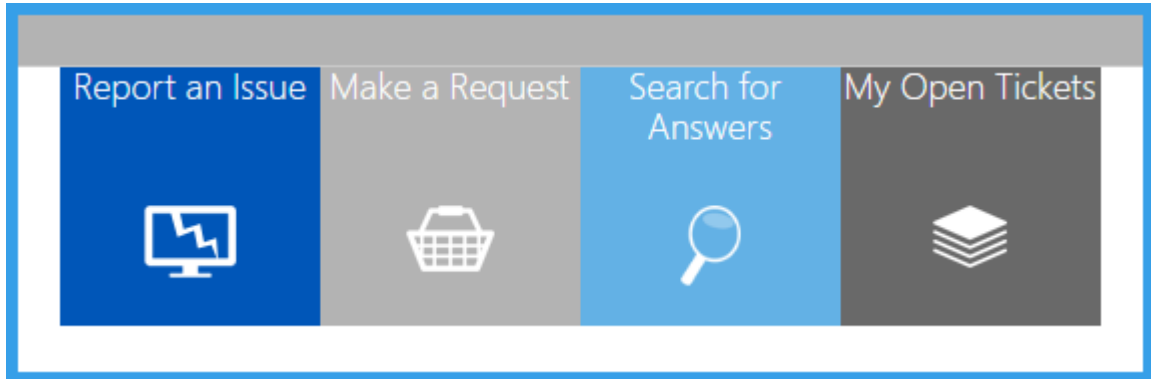 Report an Issue
Make a Request
Search for
Answers
My Open Tickets